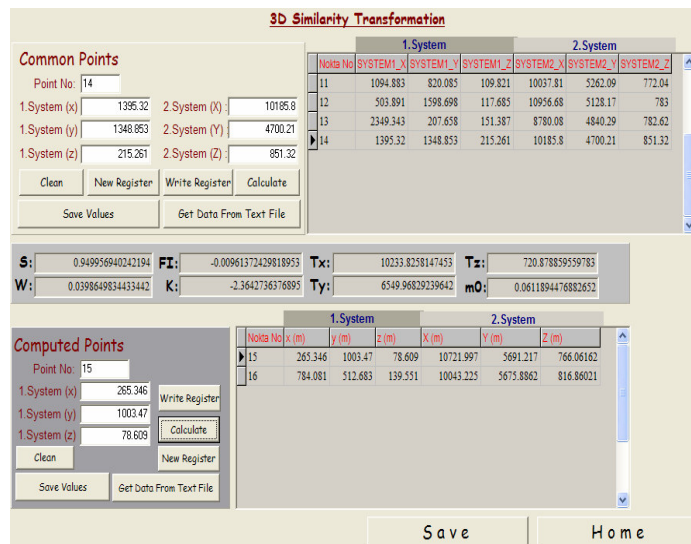 3D Similarity Transformation
Common Points
Point No: 14
1.System (x) 1395.32 2.System (X) : 10185.8
1.System (y) 1348.853 2.System (Y) : 4700.21
1.System (z) 215.261 2.System (Z) : 851.32
Clean New Register Write Register Calculate
Save Values Get Data From Text File
1.System 2.System
Nokta No SYSTEM1_X SYSTEM1_Y SYSTEM1_Z SYSTEM2_X SYSTEM2_Y SYSTEM2_Z
11 1094.883 820.085 109.821 10037.81 5262.09 772.04
12 503.891 1598.698 117.685 10956.68 5128.17 783
13 2349.343 207.658 151.387 8780.08 4840.29 782.62
14 1395.32 1348.853 215.261 10185.8 4700.21 851.32
S: 0.949956940242194 FI: -0.00961372429818953 Tx: 10233.8258147453 Tz: 720.878859559783
W: 0.0398649834433442 K: -2.3642736376895 Ty: 6549.96829239642 m0: 0.0611894476882652
Computed Points
Point No: 15
1.System (x) 265.346
1.System (y) 1003.47
1.System (z) 78.609
Write Register
Calculate
Clean New Register
Save Values Get Data From Text File
1.System 2.System
Nokta No x (m) y (m) z (m) X (m) Y (m) Z (m)
15 265.346 1003.47 78.609 10721.997 5691.217 766.06162
16 784.081 512.683 139.551 10043.225 5675.8862 816.86021
Save Home